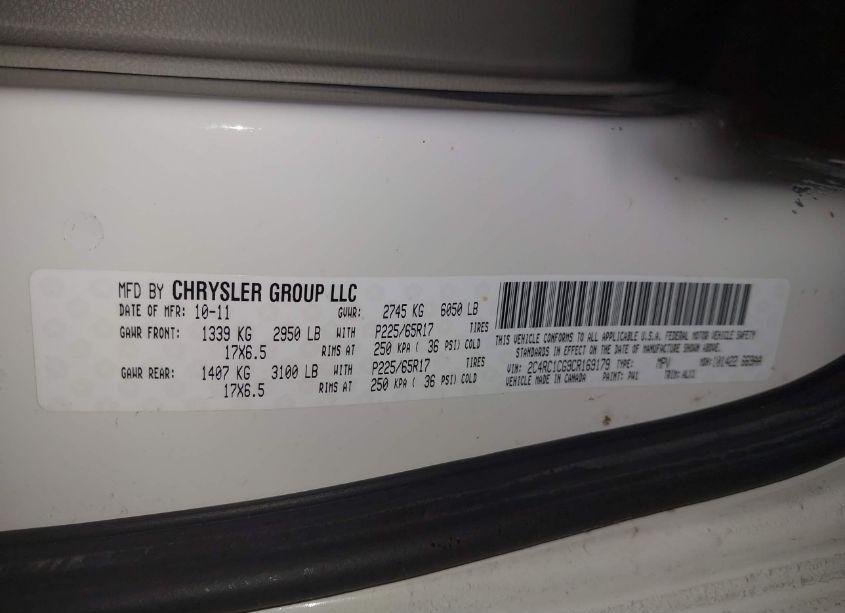 MFD BY CHRYSLER GROUP LLC
DATE OF MFR: 10-11 GVWR: 2745 KG 6050 LB
GAWR FRONT: 1339 KG 2950 LB WITH P225/65R17 TIRES
17X6.5 RIMS AT 250 KPA ( 36 PSI) COLD
GAWR REAR: 1407 KG 3100 LB WITH P225/65R17 TIRES
17X6.5 RIMS AT 250 KPA ( 36 PSI) COLD
THIS VEHICLE CONFORMS TO ALL APPLICABLE U.S.A. FEDERAL MOTOR VEHICLE SAFETY
STANDARDS IN EFFECT ON THE DATE OF MANUFACTURE SHOWN ABOVE.
VIN: 2C4RC1CG3CR169179 TYPE: MPV MDH: 101422
VEHICLE MADE IN CANADA PAINT: PW1 TRIM: